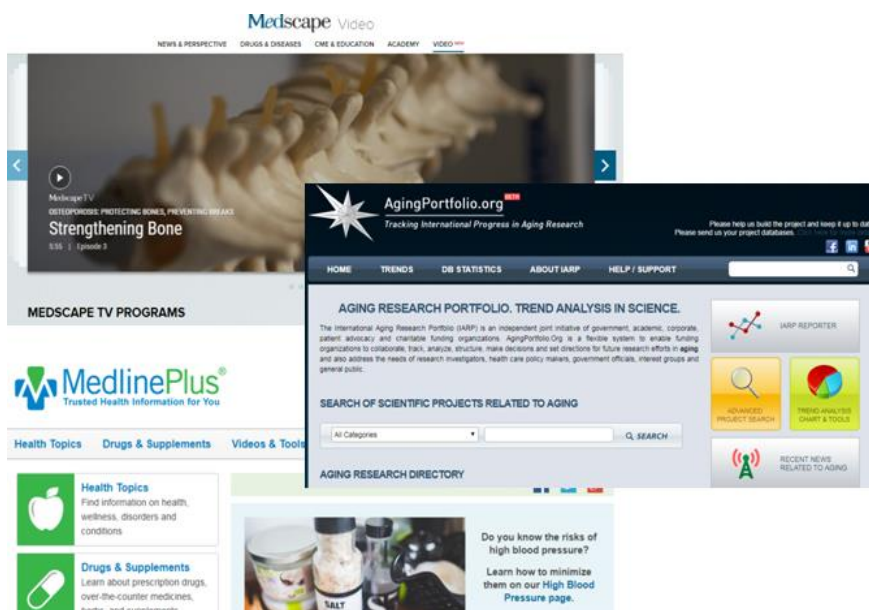 Medscape Video
NEWS & PERSPECTIVE DRUGS & DISEASES CME & EDUCATION ACADEMY VIDEO
Medscape TV
OSTEOPOROSIS: PROTECTING BONES, PREVENTING BREAKS
Strengthening Bone
5:55 | Episode 3
MEDSCAPE TV PROGRAMS
AgingPortfolio.org BETA
Tracking International Progress in Aging Research
Please help us build the project and keep it up to dat
Please send us your project databases.
HOME TRENDS DB STATISTICS ABOUT IARP HELP / SUPPORT
AGING RESEARCH PORTFOLIO. TREND ANALYSIS IN SCIENCE.
The International Aging Research Portfolio (IARP) is an independent joint initiative of government, academic, corporate,
patient advocacy and charitable funding organizations. AgingPortfolio.Org is a flexible system to enable funding
organizations to collaborate, track, analyze, structure, make decisions and set directions for future research efforts in aging
and also address the needs of research investigators, health care policy makers, government officials, interest groups and
general public.
SEARCH OF SCIENTIFIC PROJECTS RELATED TO AGING
All Categories
SEARCH
AGING RESEARCH DIRECTORY
IARP REPORTER
ADVANCED
PROJECT SEARCH
TREND ANALYSIS
CHART & TOOLS
RECENT NEWS
RELATED TO AGING
MedlinePlus®
Trusted Health Information for You
Health Topics Drugs & Supplements Videos & Tools
Health Topics
Find information on health,
wellness, disorders and
conditions
Drugs & Supplements
Learn about prescription drugs,
over-the-counter medicines,
herbs, and supplements
SALT
Do you know the risks of
high blood pressure?
Learn how to minimize
them on our High Blood
Pressure page.